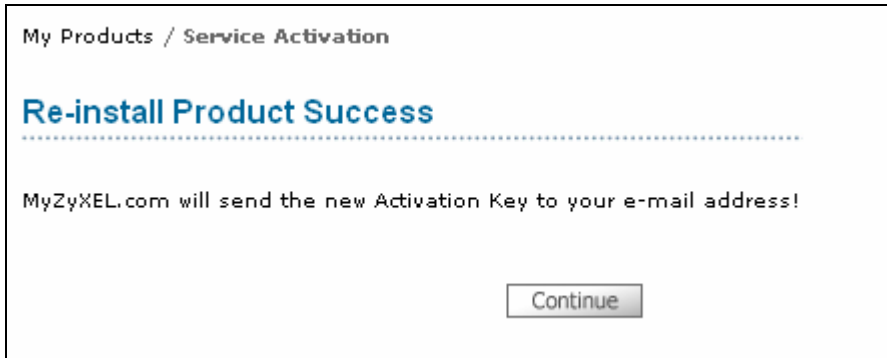 My Products / Service Activation
Re-install Product Success
MyZyXEL.com will send the new Activation Key to your e-mail address!
Continue